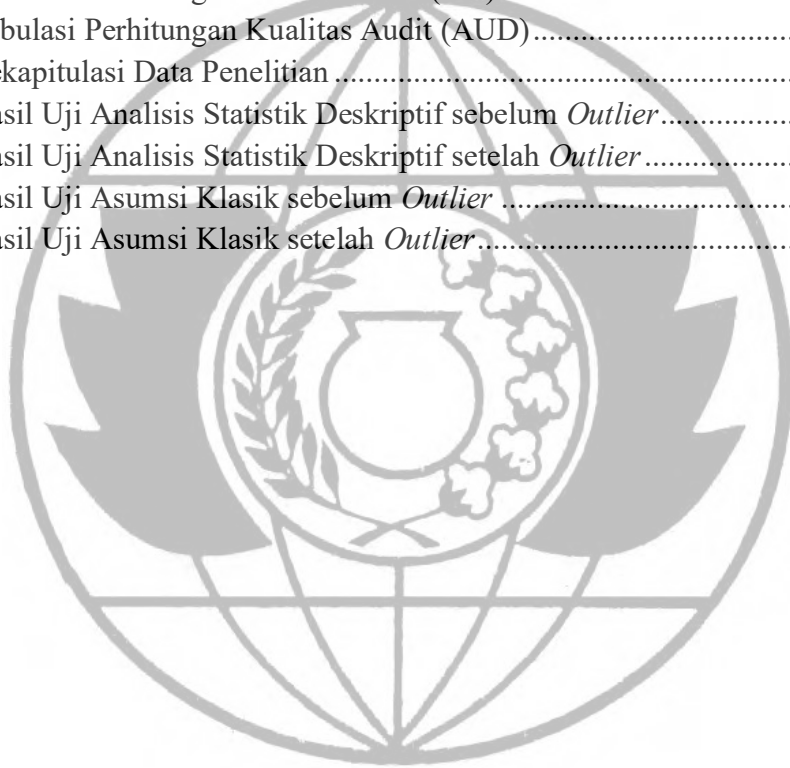 bulasi Perhitungan Kualitas Audit (AUD)..............................
ekapitulasi Data Penelitian..........................................................
asil Uji Analisis Statistik Deskriptif sebelum Outlier...............
asil Uji Analisis Statistik Deskriptif setelah Outlier.................
asil Uji Asumsi Klasik sebelum Outlier .................................
asil Uji Asumsi Klasik setelah Outlier....................................